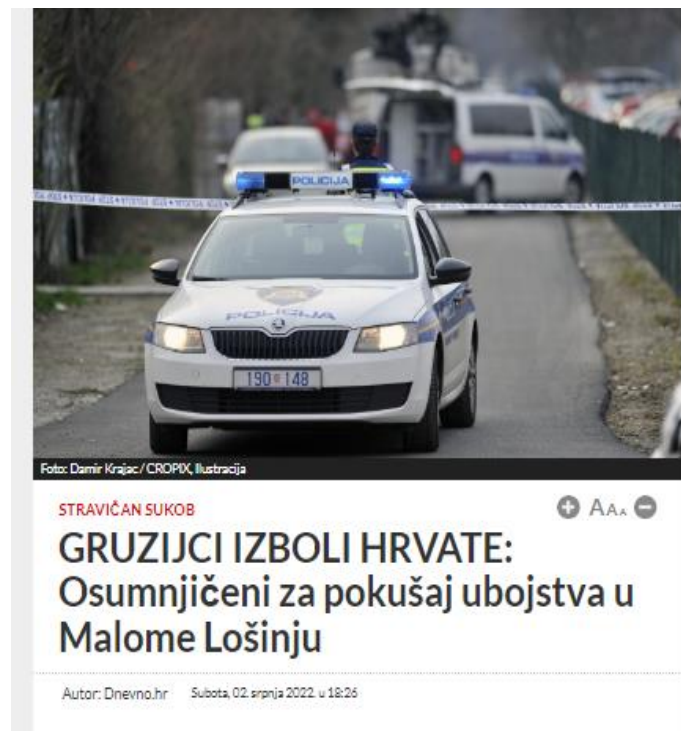 POLICIJA
POLICIJA
190 148
Foto: Damir Krajac / CROPIX, Ilustracija
STRAVIČAN SUKOB
AAA
GRUZIJCI IZBOLI HRVATE:
Osumnjičeni za pokušaj ubojstva u
Malome Lošinju
Autor: Dnevno.hr Subota, 02. srpnja 2022. u 18:26